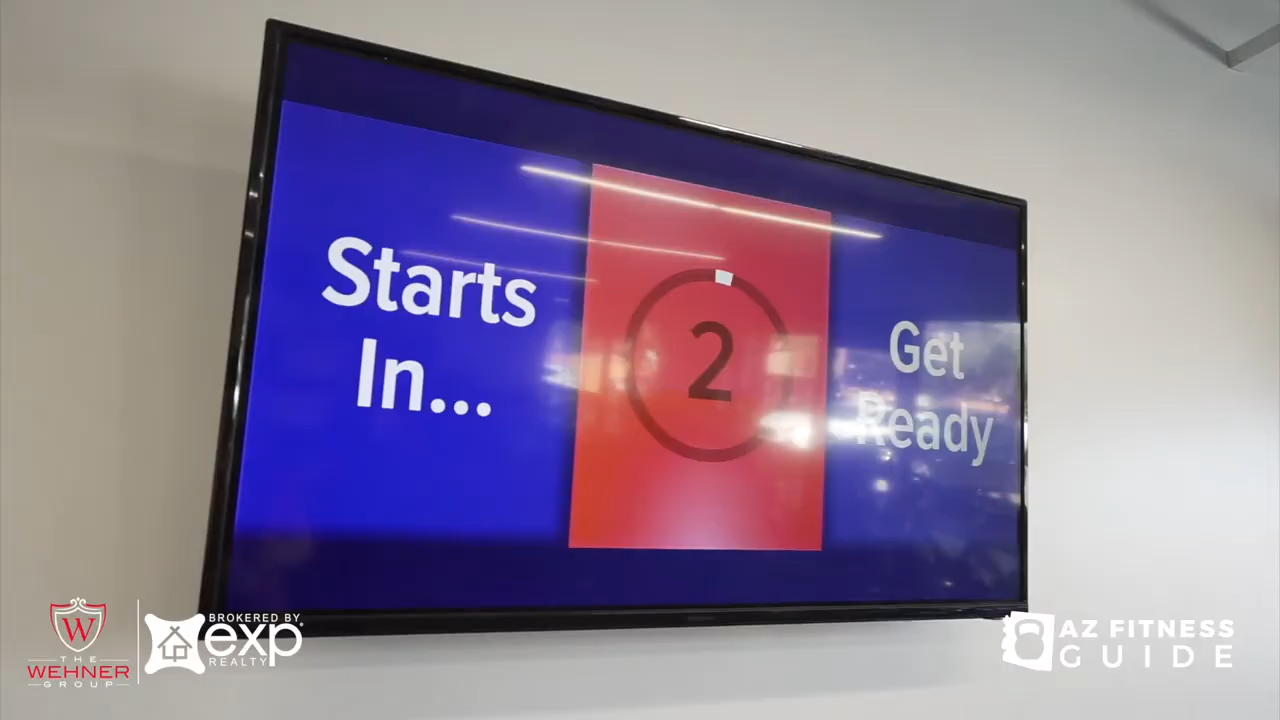 Starts
In...
2
Get
Ready
W
THE
WEHNER
GROUP
BROKERED BY
exp
REALTY
AZ FITNESS
GUIDE